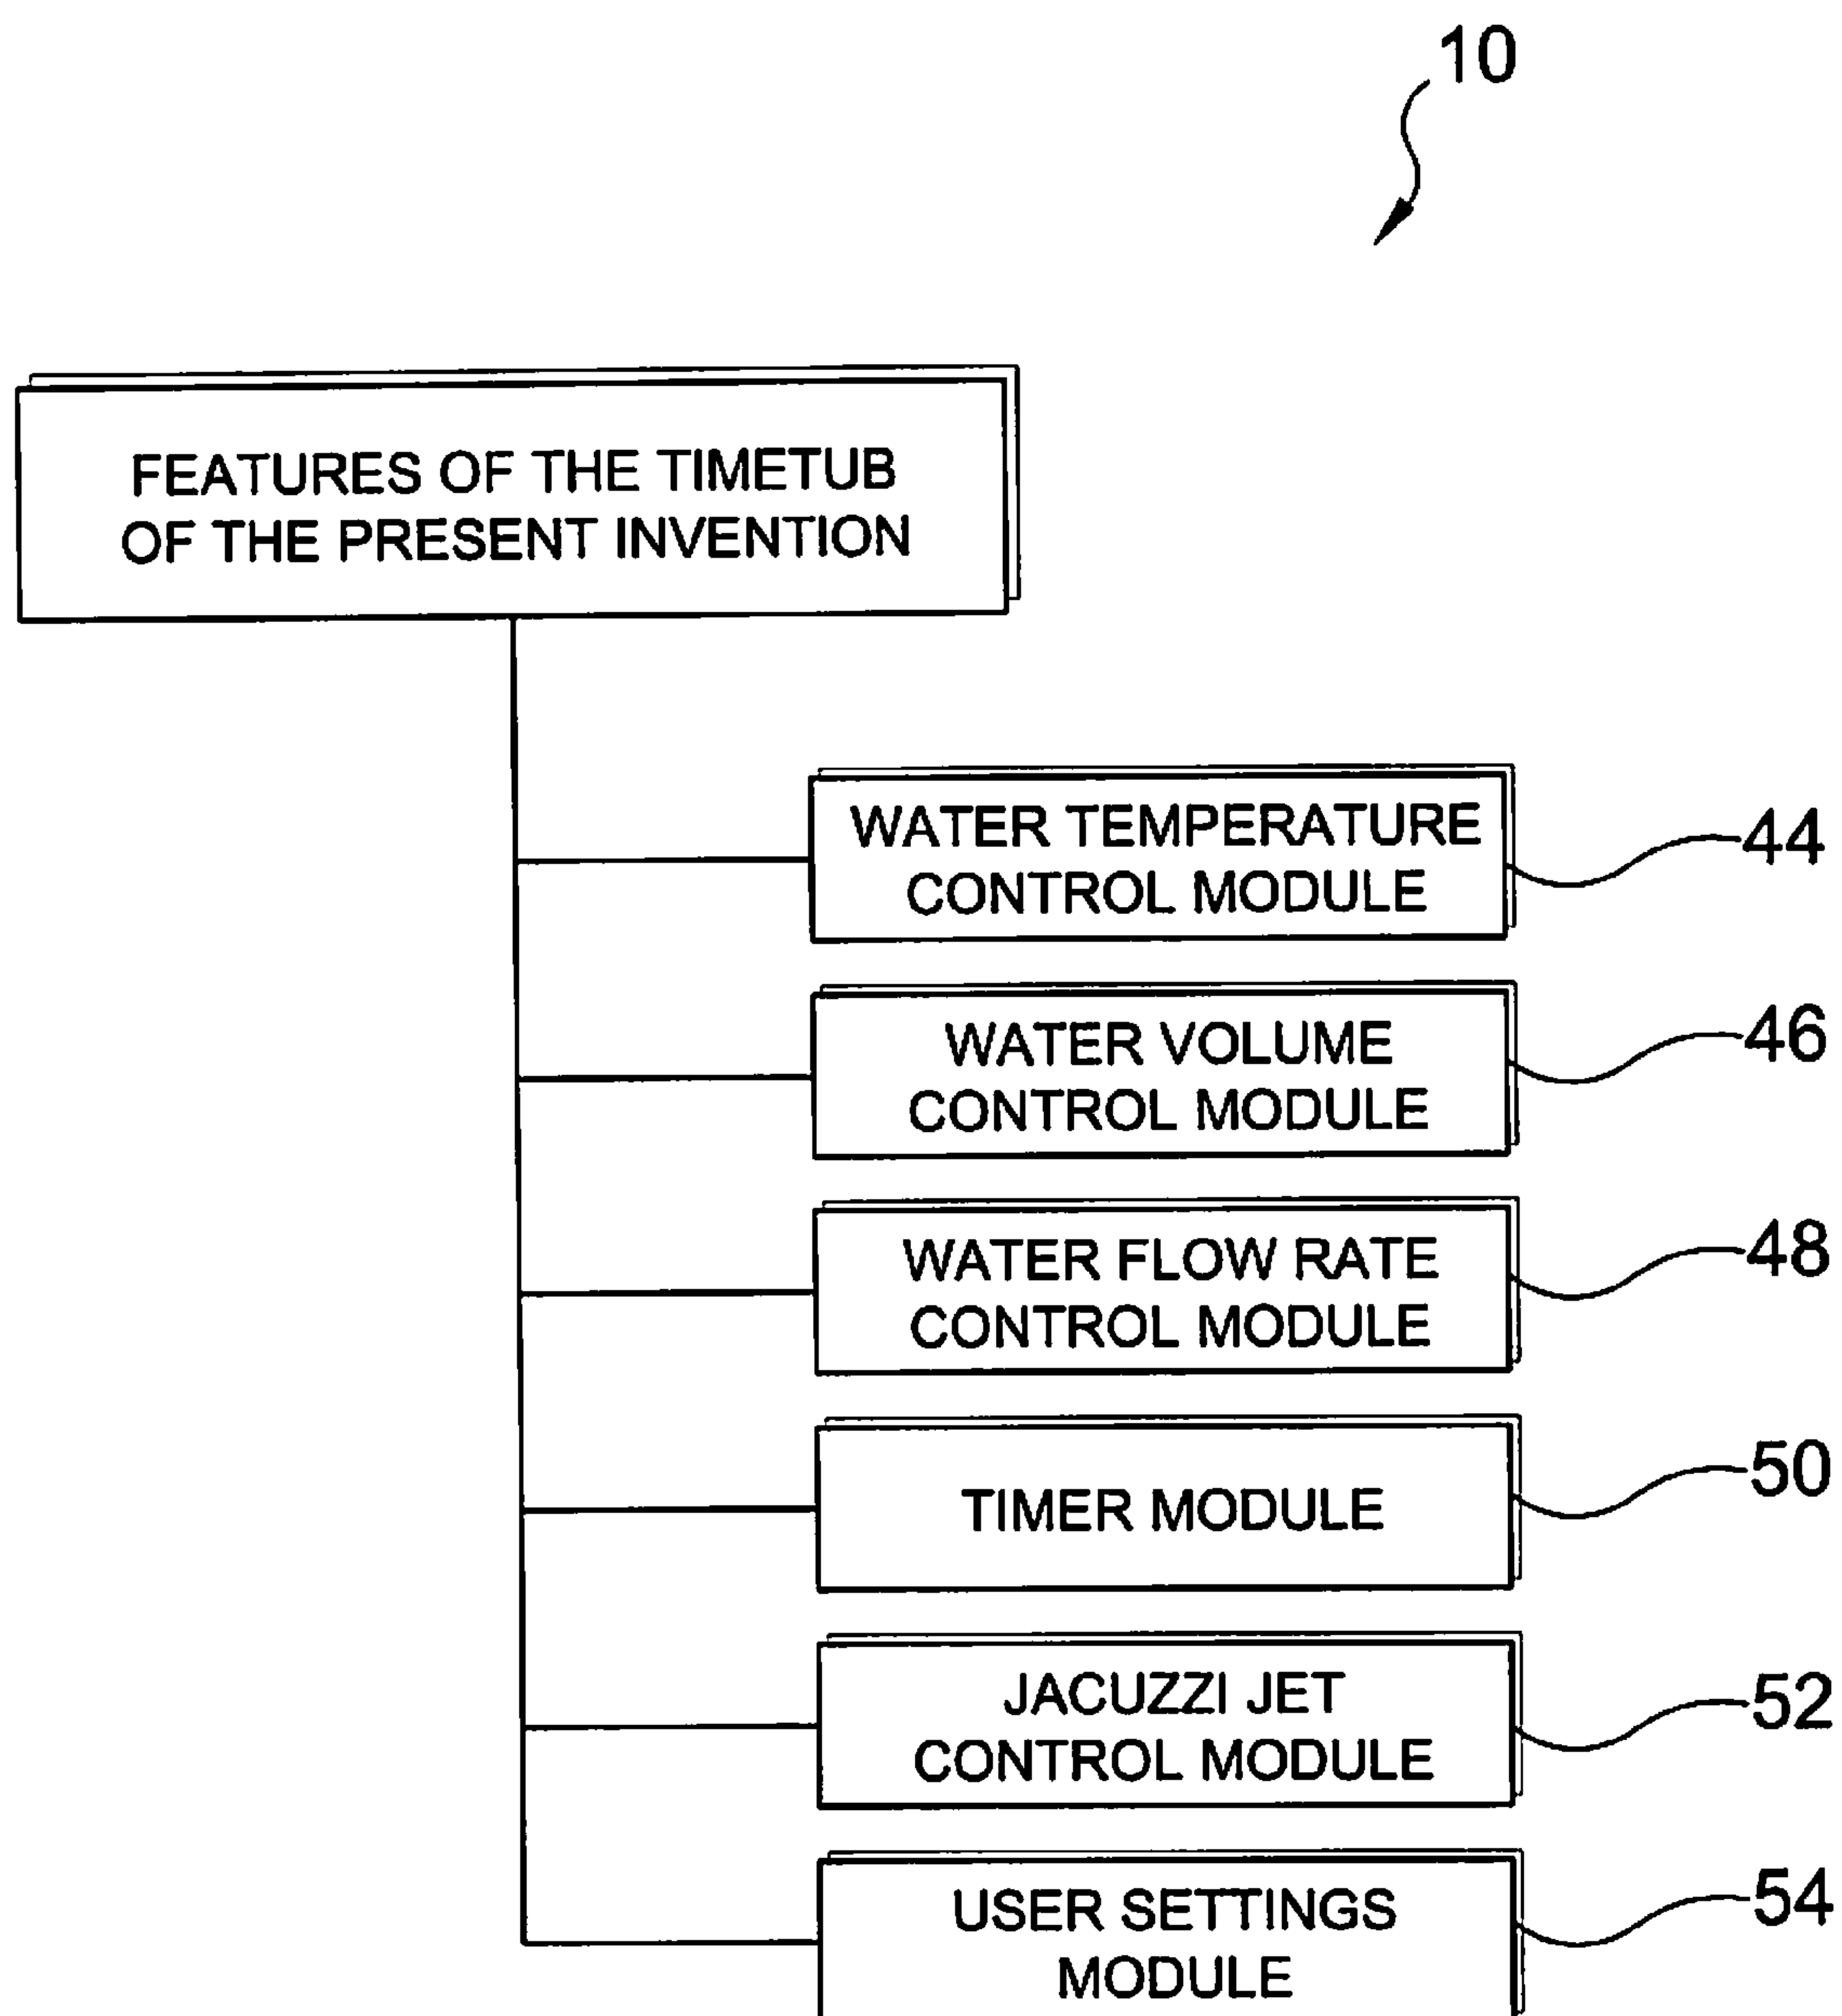 10
FEATURES OF THE TIMETUB
OF THE PRESENT INVENTION
WATER TEMPERATURE
CONTROL MODULE
44
WATER VOLUME
CONTROL MODULE
46
WATER FLOW RATE
CONTROL MODULE
48
TIMER MODULE
50
JACUZZI JET
CONTROL MODULE
52
USER SETTINGS
MODULE
54